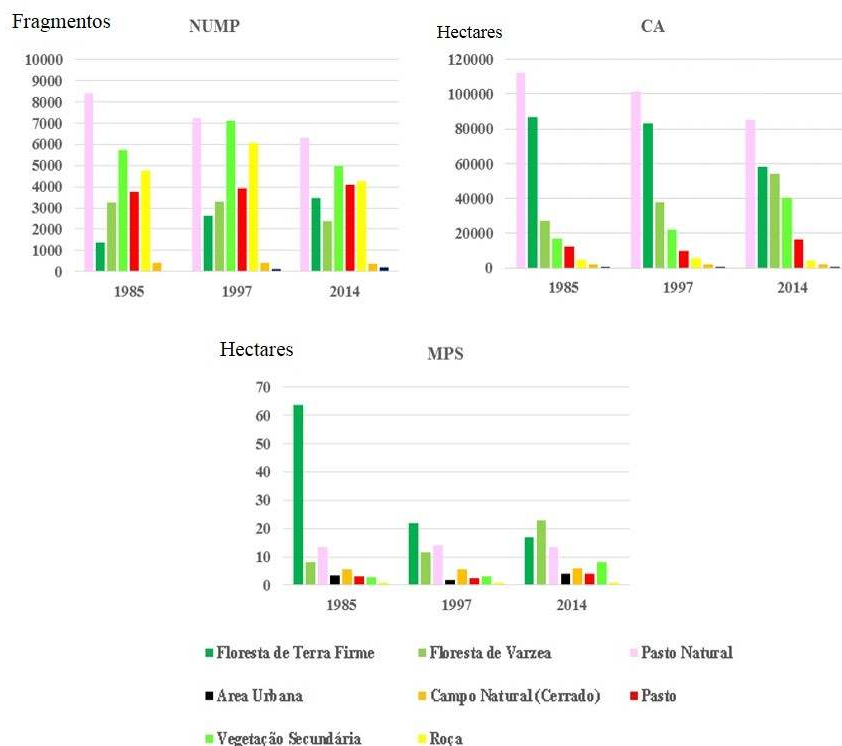 Fragmentos
NUMP
10000
9000
8000
7000
6000
5000
4000
3000
2000
1000
0
1985 1997 2014
Hectares
CA
120000
100000
80000
60000
40000
20000
0
1985 1997 2014
Hectares
MPS
70
60
50
40
30
20
10
0
1985 1997 2014
Floresta de Terra Firme Floresta de Varzea Pasto Natural
Area Urbana Campo Natural (Cerrado) Pasto
Vegetação Secundária Roça